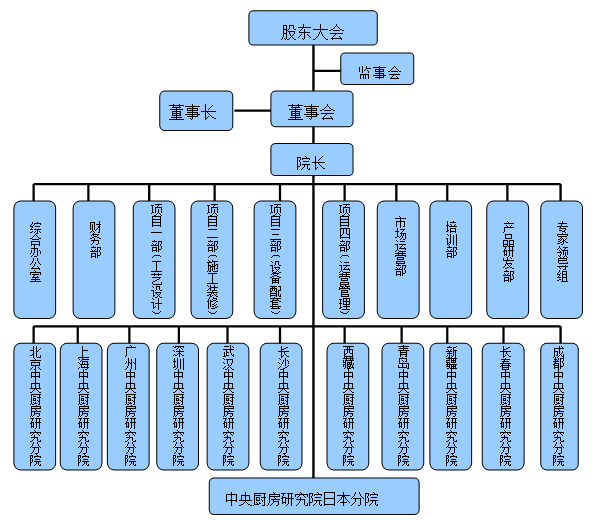 股东大会
监事会
董事长
董事会
院长
综合办公室
财务部
项目一部(工艺设计)
项目二部(施工装修)
项目三部(设备配套)
项目四部(运营管理)
市场运营部
培训部
产品研发部
专家领导组
北京中央厨房研究分院
上海中央厨房研究分院
广州中央厨房研究分院
深圳中央厨房研究分院
武汉中央厨房研究分院
长沙中央厨房研究分院
西藏中央厨房研究分院
青岛中央厨房研究分院
新疆中央厨房研究分院
长春中央厨房研究分院
成都中央厨房研究分院
中央厨房研究院日本分院